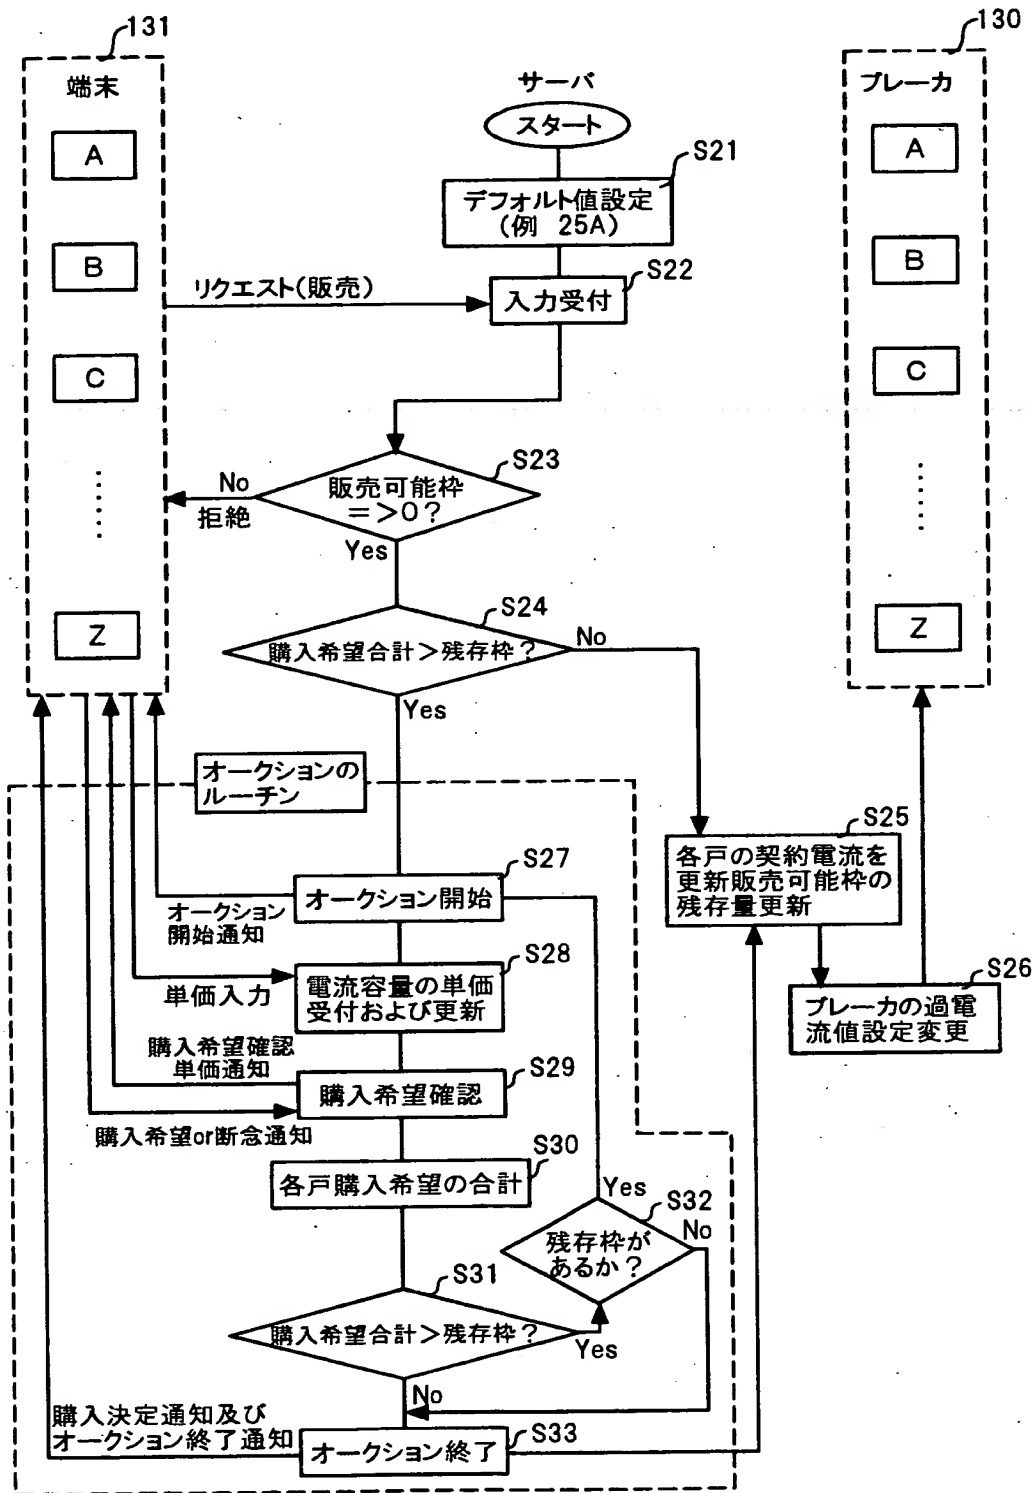 131
端末
A
B
C
Z
サーバ
スタート
S21
デフォルト値設定
(例 25A)
リクエスト(販売)
S22
入力受付
130
ブレーカ
A
B
C
Z
S23
販売可能枠
=>0?
No
拒絶
Yes
S24
購入希望合計>残存枠?
No
Yes
オークションの
ルーチン
S25
各戸の契約電流を
更新販売可能枠の
残存量更新
S26
ブレーカの過電
流値設定変更
S27
オークション開始
オークション
開始通知
S28
電流容量の単価
受付および更新
単価入力
購入希望確認
単価通知
S29
購入希望確認
購入希望or断念通知
S30
各戸購入希望の合計
Yes
S32
No
残存枠が
あるか?
S31
購入希望合計>残存枠?
Yes
No
購入決定通知及び
オークション終了通知
S33
オークション終了